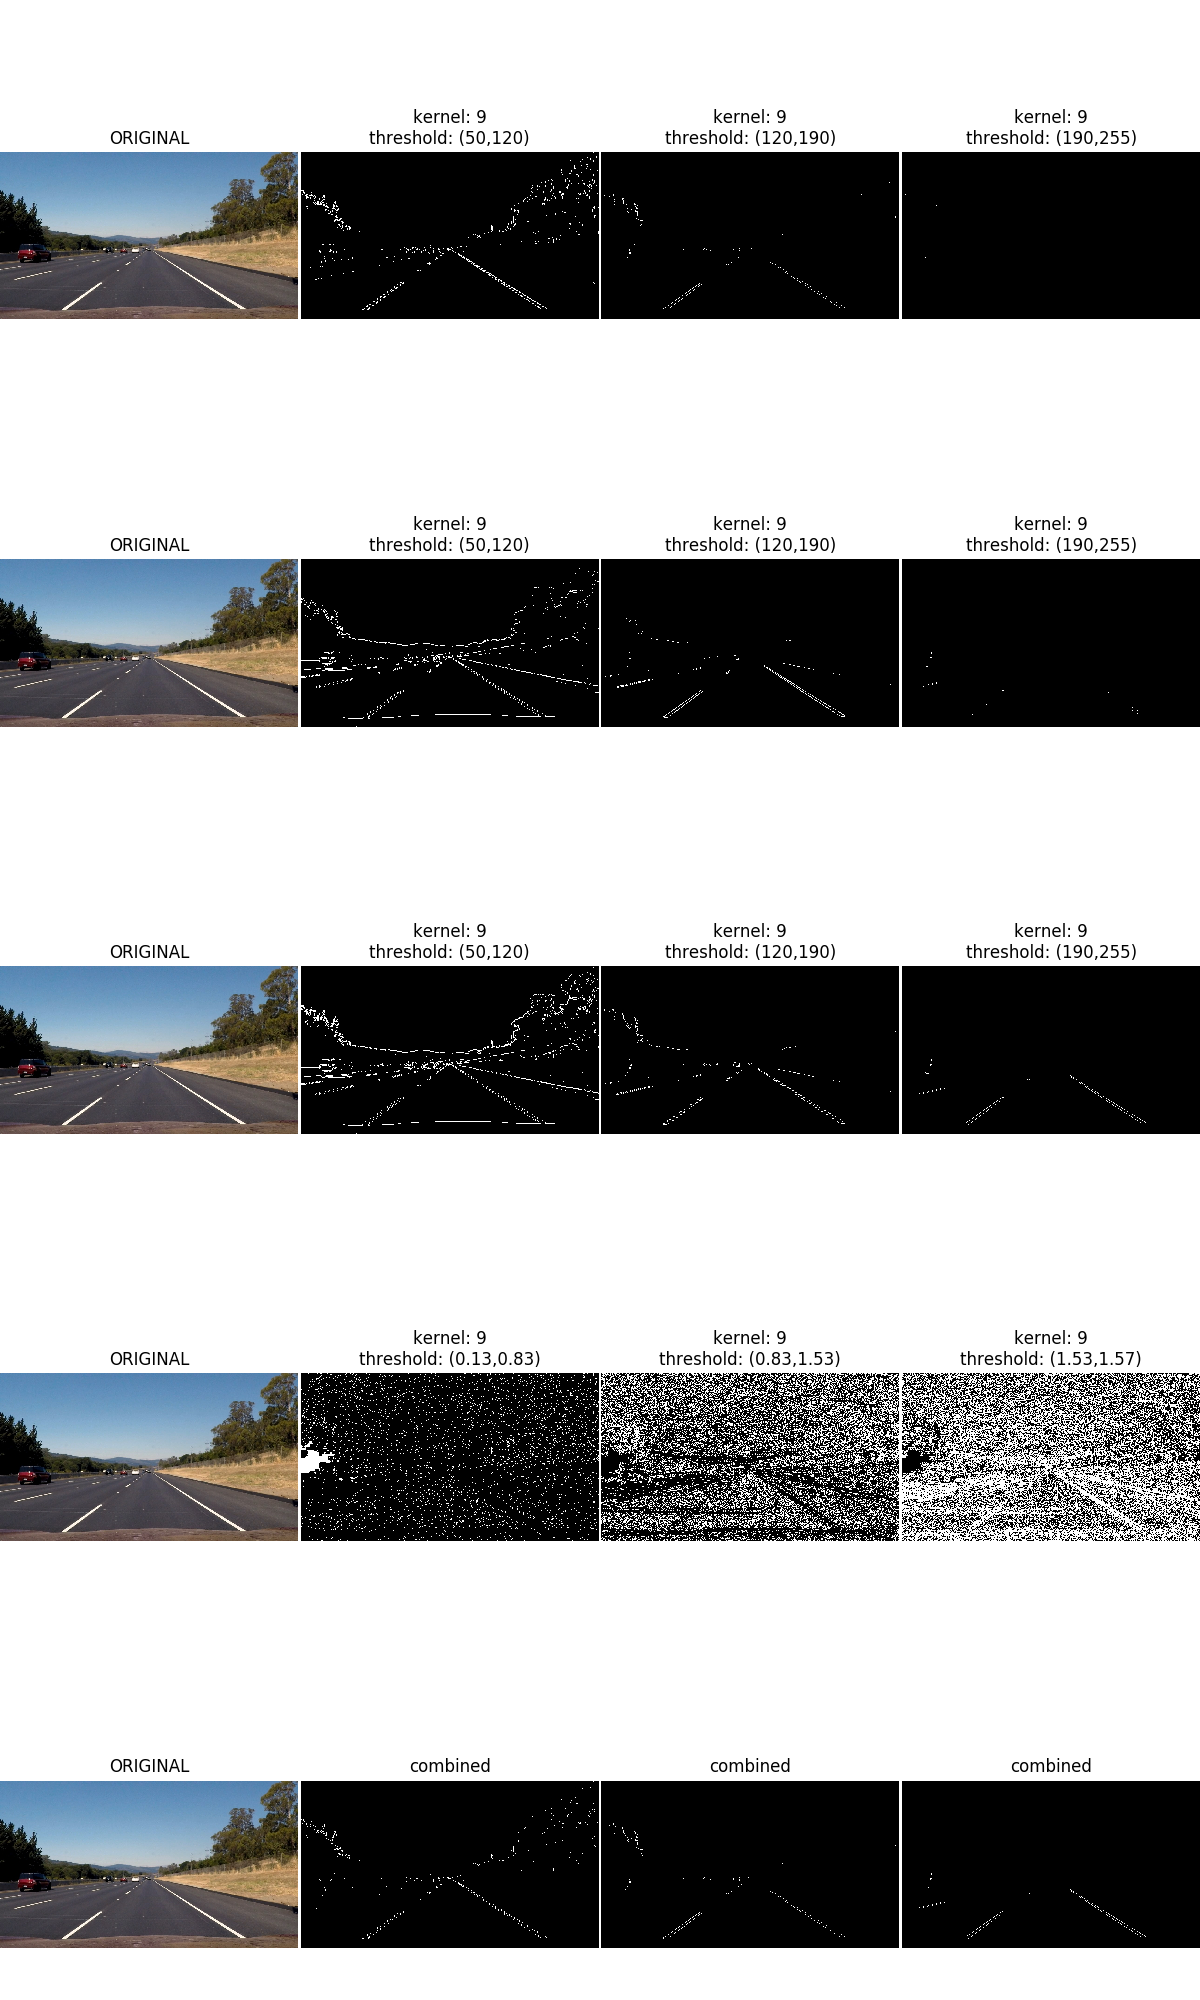 ORIGINAL
kernel: 9
threshold: (50,120)
kernel: 9
threshold: (120,190)
kernel: 9
threshold: (190,255)
ORIGINAL
kernel: 9
threshold: (50,120)
kernel: 9
threshold: (120,190)
kernel: 9
threshold: (190,255)
ORIGINAL
kernel: 9
threshold: (50,120)
kernel: 9
threshold: (120,190)
kernel: 9
threshold: (190,255)
ORIGINAL
kernel: 9
threshold: (0.13,0.83)
kernel: 9
threshold: (0.83,1.53)
kernel: 9
threshold: (1.53,1.57)
ORIGINAL
combined
combined
combined